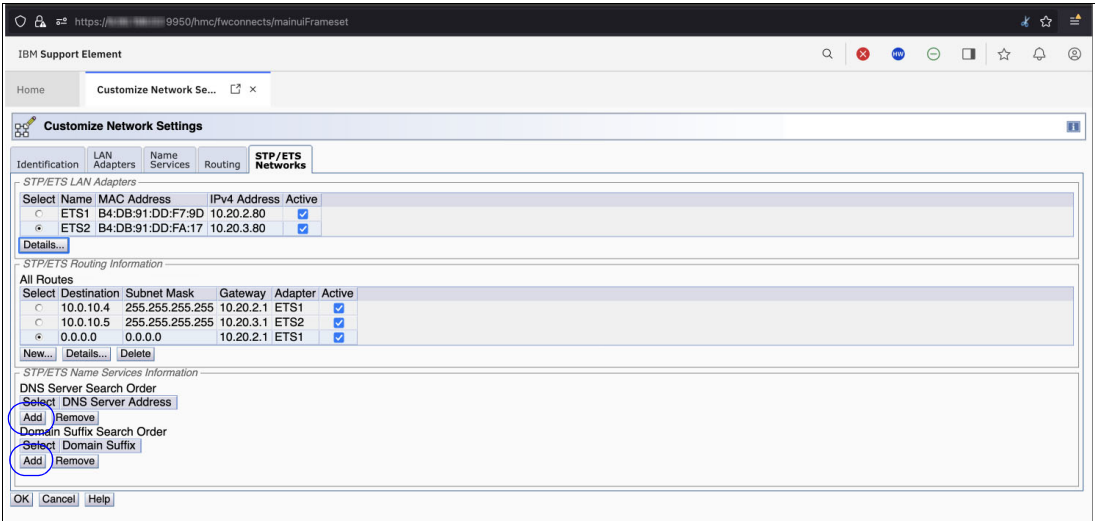 https:// 9950/hmc/fwconnects/mainuiFrameset
IBM Support Element
HW
Home
Customize Network Se...
Customize Network Settings
Identification LAN Adapters Name Services Routing STP/ETS Networks
STP/ETS LAN Adapters
Select Name MAC Address IPv4 Address Active
ETS1 B4:DB:91:DD:F7:9D 10.20.2.80
ETS2 B4:DB:91:DD:FA:17 10.20.3.80
Details...
STP/ETS Routing Information
All Routes
Select Destination Subnet Mask Gateway Adapter Active
10.0.10.4 255.255.255.255 10.20.2.1 ETS1
10.0.10.5 255.255.255.255 10.20.3.1 ETS2
0.0.0.0 0.0.0.0 10.20.2.1 ETS1
New... Details... Delete
STP/ETS Name Services Information
DNS Server Search Order
Select DNS Server Address
Add Remove
Domain Suffix Search Order
Select Domain Suffix
Add Remove
OK Cancel Help